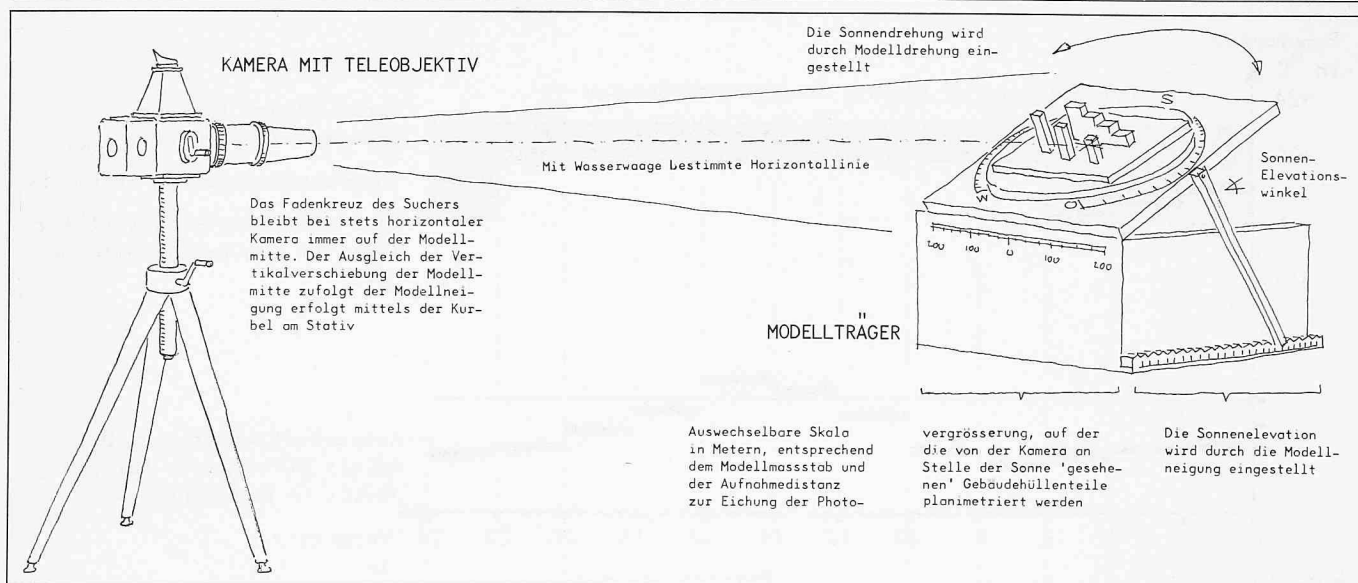 KAMERA MIT TELEOBJEKTIV
Die Sonnendrehung wird
durch Modelldrehung ein-
gestellt
Mit Wasserwaage bestimmte Horizontallinie
S
W
O
Sonnen-
Elevations-
winkel
Das Fadenkreuz des Suchers
bleibt bei stets horizontaler
Kamera immer auf der Modell-
mitte. Der Ausgleich der Ver-
tikalverschiebung der Modell-
mitte zufolgt der Modellnei-
gung erfolgt mittels der Kur-
bel am Stativ
200 100 0 100 200
MODELLTRÄGER
Auswechselbare Skala
in Metern, entsprechend
dem Modellmassstab und
der Aufnahmedistanz
zur Eichung der Photo-
vergrösserung, auf der
die von der Kamera an
Stelle der Sonne 'gesehe-
nen' Gebäudehüllenteile
planimetriert werden
Die Sonnenelevation
wird durch die Modell-
neigung eingestellt